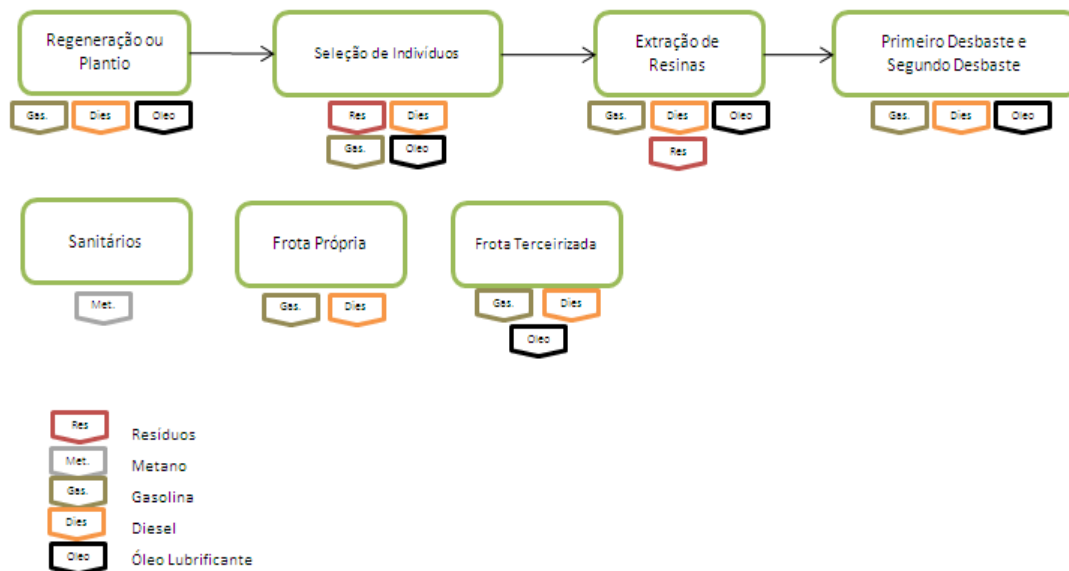 Regeneração ou
Plantio
Seleção de Indivíduos
Extração de
Resinas
Primeiro Desbaste e
Segundo Desbaste
Gas.
Dies
Oleo
Res
Dies
Gas.
Oleo
Gas.
Dies
Oleo
Res
Gas.
Dies
Oleo
Sanitários
Frota Própria
Frota Terceirizada
Met.
Gas.
Dies
Gas.
Dies
Oleo
Res Resíduos
Met. Metano
Gas. Gasolina
Dies Diesel
Oleo Óleo Lubrificante